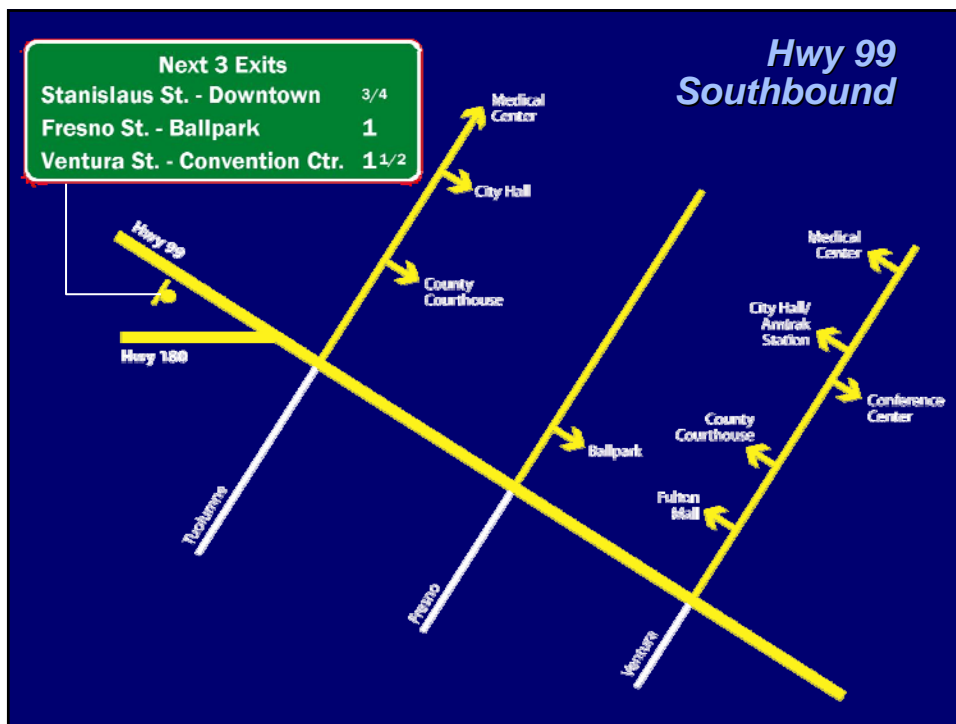 Hwy 99
Southbound
Next 3 Exits
Stanislaus St. - Downtown 3/4
Fresno St. - Ballpark 1
Ventura St. - Convention Ctr. 1 1/2
Medical
Center
City Hall
County
Courthouse
Hwy 99
Hwy 180
Tuolumne
Ballpark
Fresno
Medical
Center
City Hall/
Amtrak
Station
Conference
Center
County
Courthouse
Fulton
Mall
Ventura